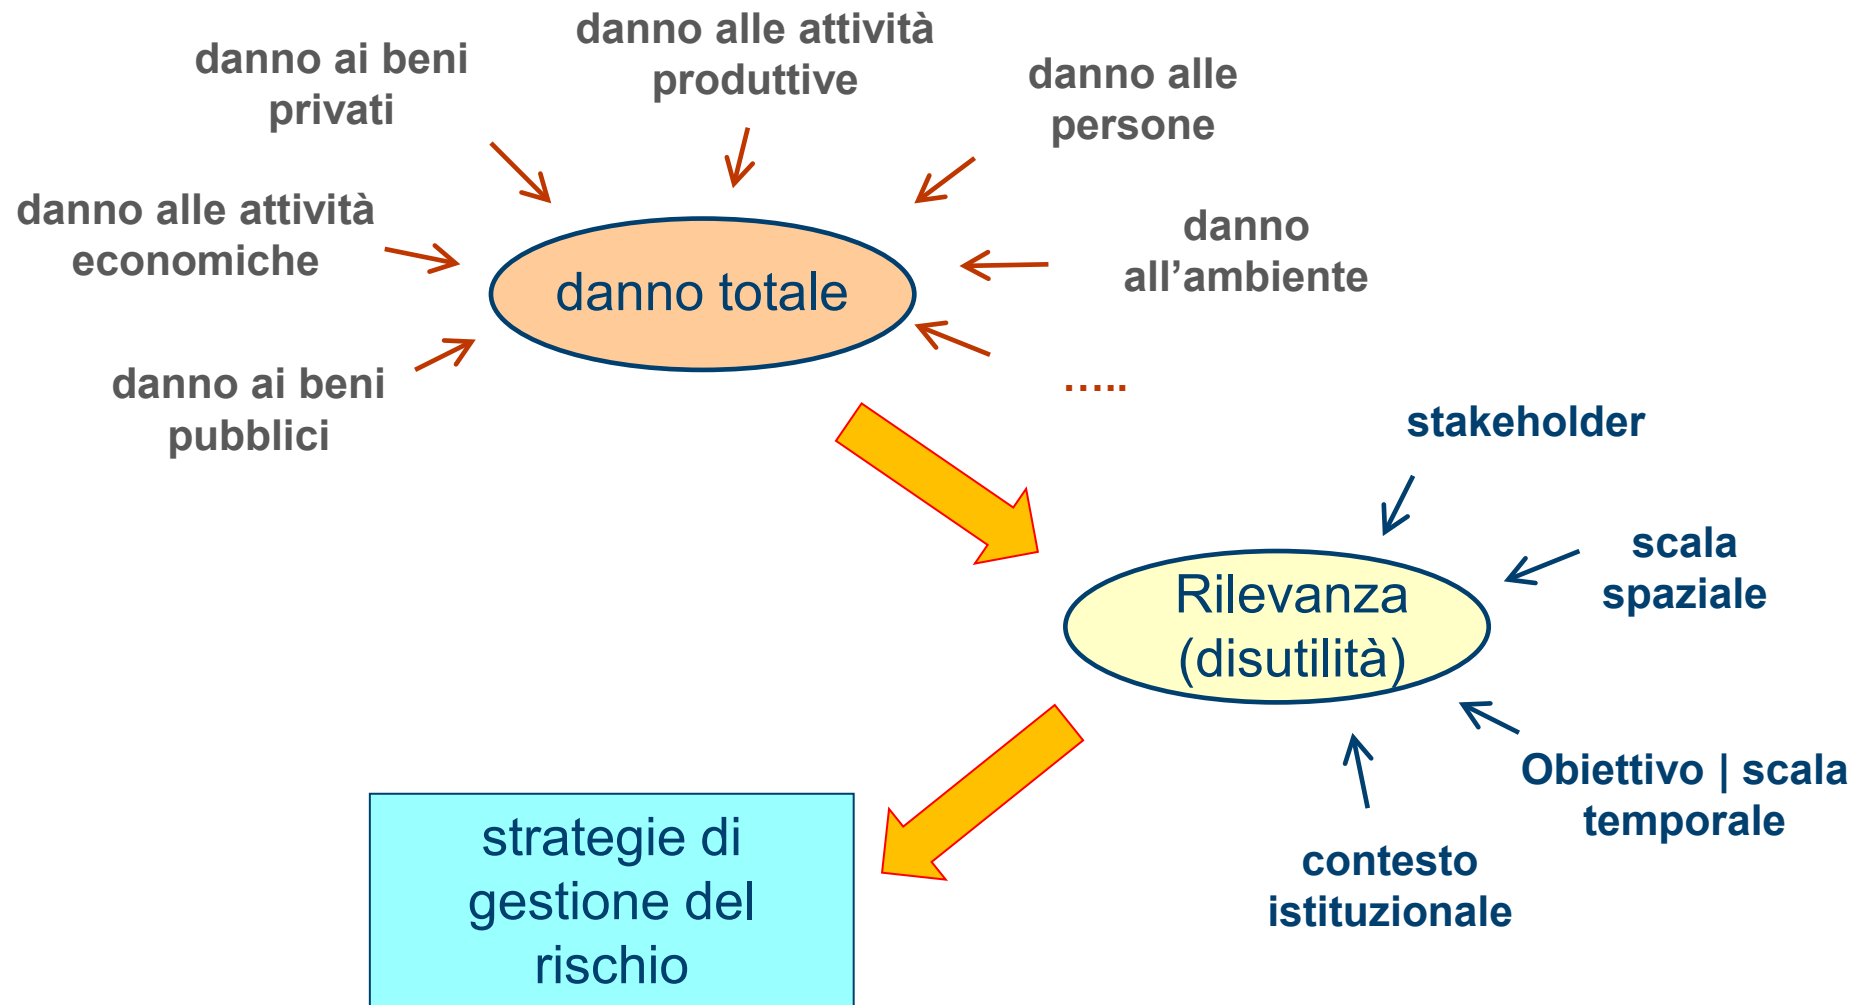 danno ai beni
privati
danno alle attività
produttive
danno alle
persone
danno alle attività
economiche
danno
all’ambiente
danno totale
danno ai beni
pubblici
.....
stakeholder
scala
spaziale
Rilevanza
(disutilità)
Obiettivo | scala
temporale
contesto
istituzionale
strategie di
gestione del
rischio